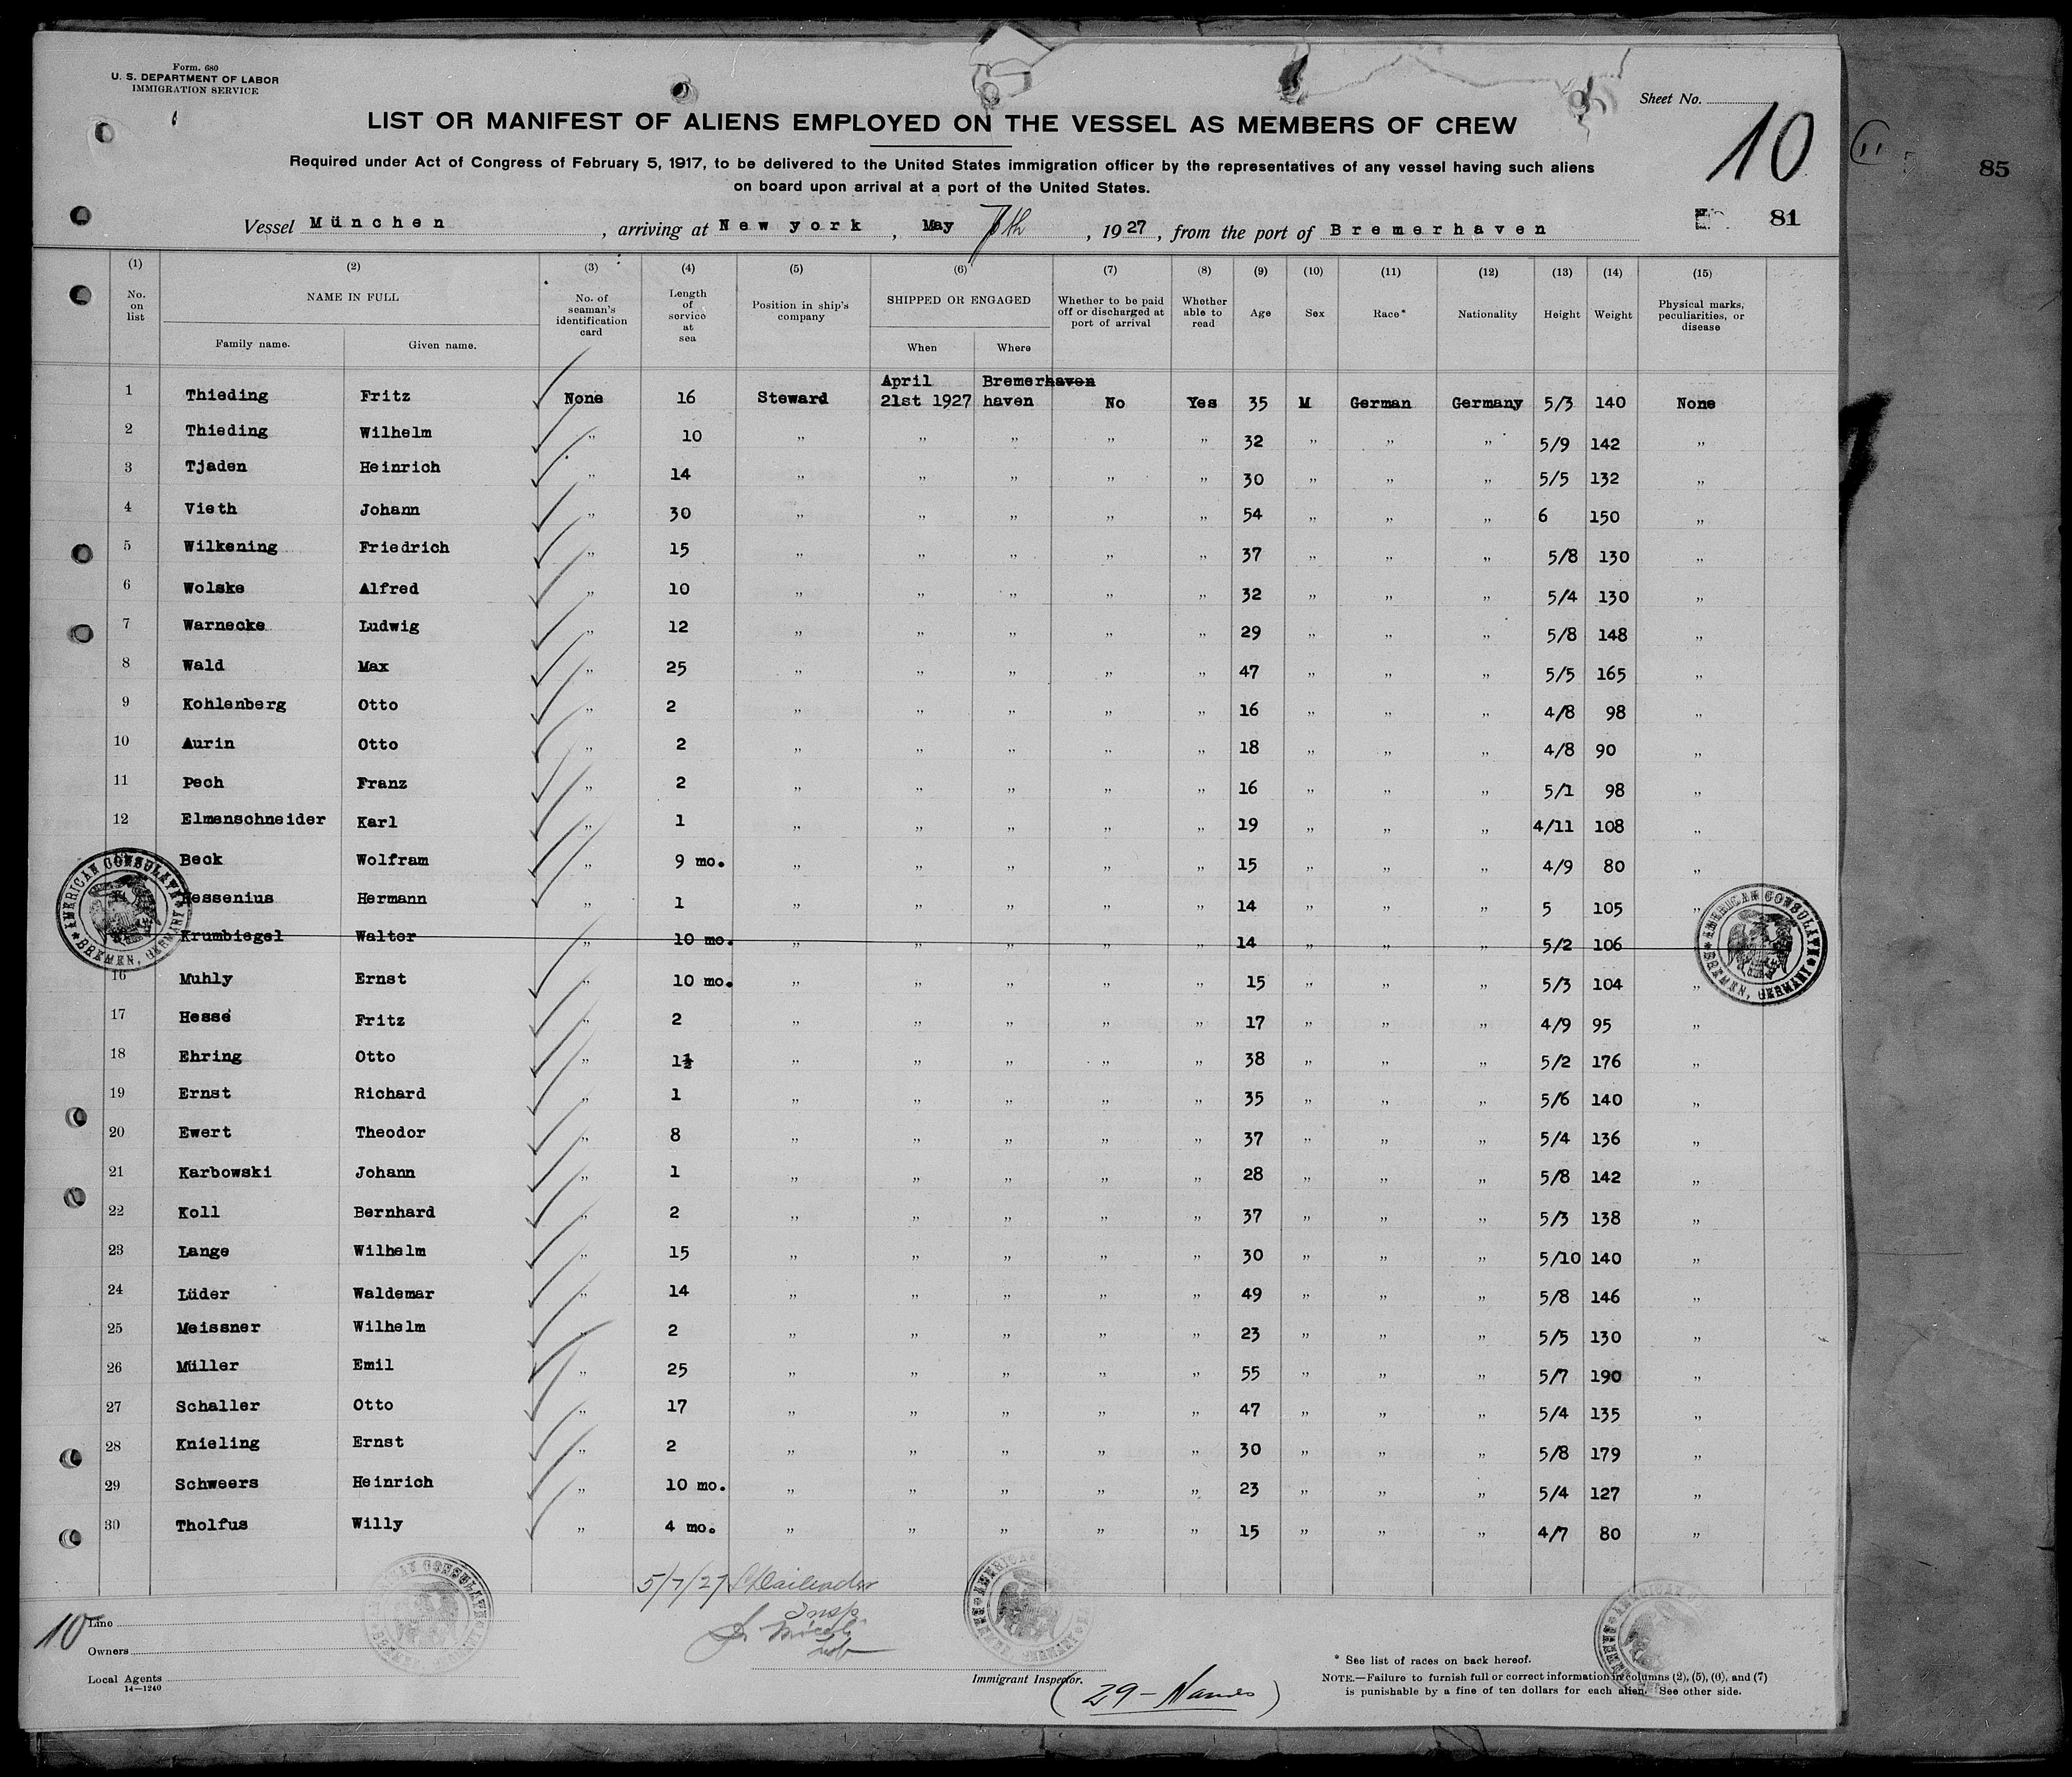 Form. 680
U. S. DEPARTMENT OF LABOR
IMMIGRATION SERVICE
Sheet No. 10
85
81
LIST OR MANIFEST OF ALIENS EMPLOYED ON THE VESSEL AS MEMBERS OF CREW
Required under Act of Congress of February 5, 1917, to be delivered to the United States immigration officer by the representatives of any vessel having such aliens
on board upon arrival at a port of the United States.
Vessel München, arriving at New york, May 7th, 1927, from the port of Bremerhaven
(1) (2) (3) (4) (5) (6) (7) (8) (9) (10) (11) (12) (13) (14) (15)
No. on list NAME IN FULL Family name. Given name. No. of seaman's identification card Length of service at sea Position in ship's company SHIPPED OR ENGAGED When Where Whether to be paid off or discharged at port of arrival Whether able to read Age Sex Race* Nationality Height Weight Physical marks, peculiarities, or disease
April Bremerhaven
1 Thieding Fritz None 16 Steward 21st 1927 haven No Yes 35 M German Germany 5/3 140 None
2 Thieding Wilhelm " 10 " " " " " 32 " " " 5/9 142 "
3 Tjaden Heinrich " 14 " " " " " 30 " " " 5/5 132 "
4 Vieth Johann " 30 " " " " " 54 " " " 6 150 "
5 Wilkening Friedrich " 15 " " " " " 37 " " " 5/8 130 "
6 Wolske Alfred " 10 " " " " " 32 " " " 5/4 130 "
7 Warnecke Ludwig " 12 " " " " " 29 " " " 5/8 148 "
8 Wald Max " 25 " " " " " 47 " " " 5/5 165 "
9 Kohlenberg Otto " 2 " " " " " 16 " " " 4/8 98 "
10 Aurin Otto " 2 " " " " " 18 " " " 4/8 90 "
11 Pech Franz " 2 " " " " " 16 " " " 5/1 98 "
12 Elmenschneider Karl " 1 " " " " " 19 " " " 4/11 108 "
Beck Wolfram " 9 mo. " " " " " 15 " " " 4/9 80 "
Hessenius Hermann " 1 " " " " " 14 " " " 5 105 "
Krumbiegel Walter " 10 mo. " " " " " 14 " " " 5/2 106 "
16 Muhly Ernst " 10 mo. " " " " " 15 " " " 5/3 104 "
17 Hesse Fritz " 2 " " " " " 17 " " " 4/9 95 "
18 Ehring Otto " 1½ " " " " " 38 " " " 5/2 176 "
19 Ernst Richard " 1 " " " " " 35 " " " 5/6 140 "
20 Ewert Theodor " 8 " " " " " 37 " " " 5/4 136 "
21 Karbowski Johann " 1 " " " " " 28 " " " 5/8 142 "
22 Koll Bernhard " 2 " " " " " 37 " " " 5/3 138 "
23 Lange Wilhelm " 15 " " " " " 30 " " " 5/10 140 "
24 Lüder Waldemar " 14 " " " " " 49 " " " 5/8 146 "
25 Meissner Wilhelm " 2 " " " " " 23 " " " 5/5 130 "
26 Müller Emil " 25 " " " " " 55 " " " 5/7 190 "
27 Schaller Otto " 17 " " " " " 47 " " " 5/4 135 "
28 Knieling Ernst " 2 " " " " " 30 " " " 5/8 179 "
29 Schweers Heinrich " 10 mo. " " " " " 23 " " " 5/4 127 "
30 Tholfus Willy " 4 mo. " " " " " 15 " " " 4/7 80 "
AMERICAN CONSULATE BREMEN, GERMANY
AMERICAN CONSULATE BREMEN, GERMANY
5/7/27
Insp.
10
Line
Owners
Local Agents
14—1240
Immigrant Inspector.
(29 - Names)
* See list of races on back hereof.
NOTE.—Failure to furnish full or correct information in columns (2), (5), (6), and (7)
is punishable by a fine of ten dollars for each alien. See other side.